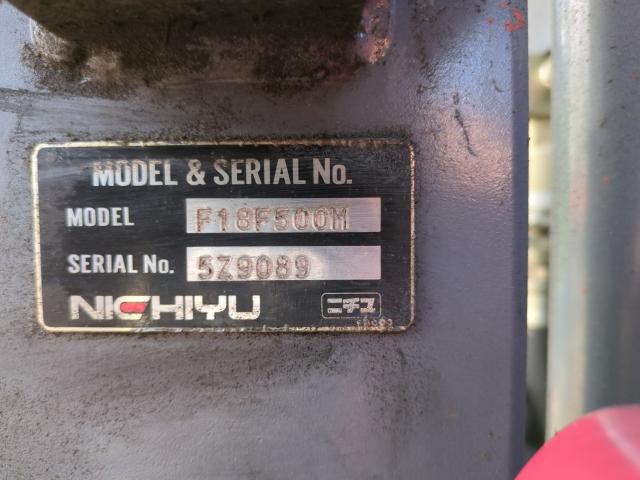 MODEL & SERIAL No.
MODEL F18F500M
SERIAL No. 5Z9089
NICHIYU ニチユ